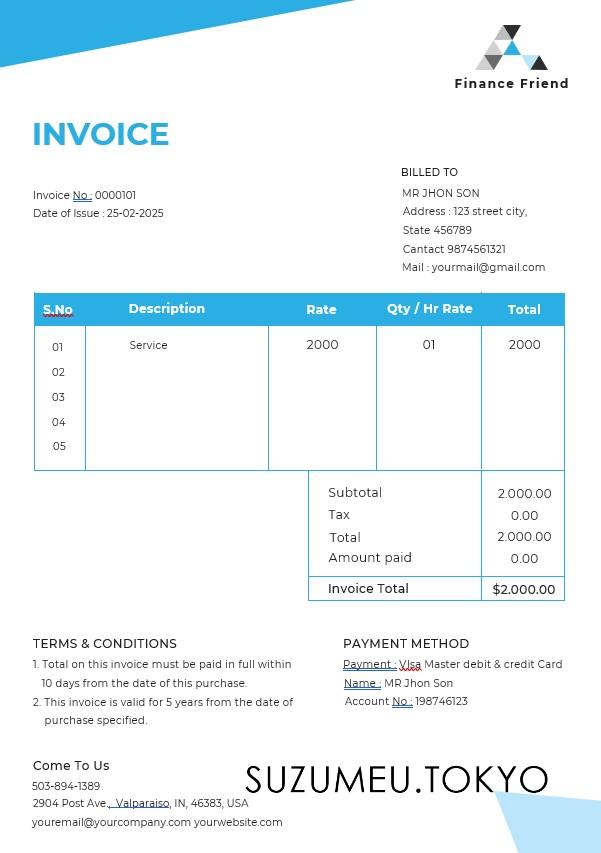 Finance Friend
INVOICE
Invoice No : 0000101
Date of Issue : 25-02-2025
BILLED TO
MR JHON SON
Address : 123 street city,
State 456789
Cantact 9874561321
Mail : yourmail@gmail.com
S.No Description Rate Qty / Hr Rate Total
01 Service 2000 01 2000
02
03
04
05
Subtotal 2.000.00
Tax 0.00
Total 2.000.00
Amount paid 0.00
Invoice Total $2.000.00
TERMS & CONDITIONS
1. Total on this invoice must be paid in full within
10 days from the date of this purchase.
2. This invoice is valid for 5 years from the date of
purchase specified.
PAYMENT METHOD
Payment : VIsa Master debit & credit Card
Name : MR Jhon Son
Account No : 198746123
Come To Us
503-894-1389
2904 Post Ave., Valparaiso, IN, 46383, USA
youremail@yourcompany.com yourwebsite.com
SUZUMEU.TOKYO